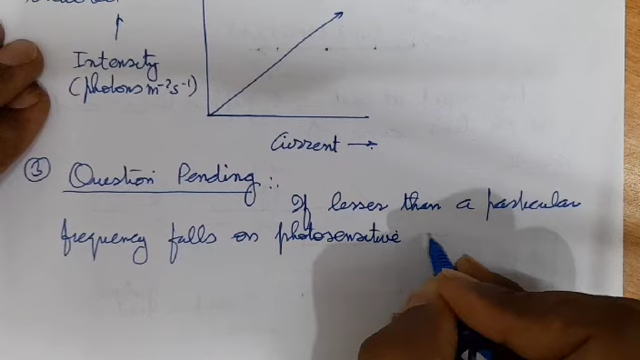 Intensity
(photons m⁻² s⁻¹)
Current →
③ Question Pending :.
If lesser than a particular
frequency falls on photosensitive